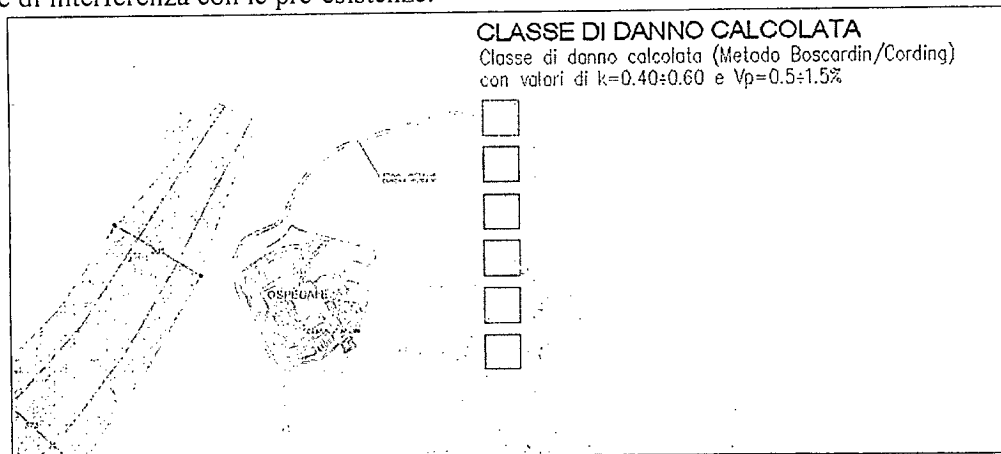 e di interferenza con le pre-esistenze.
CLASSE DI DANNO CALCOLATA
Classe di danno calcolata (Metodo Boscardin/Cording)
con valori di k=0.40÷0.60 e Vp=0.5÷1.5%
OSPEDALE